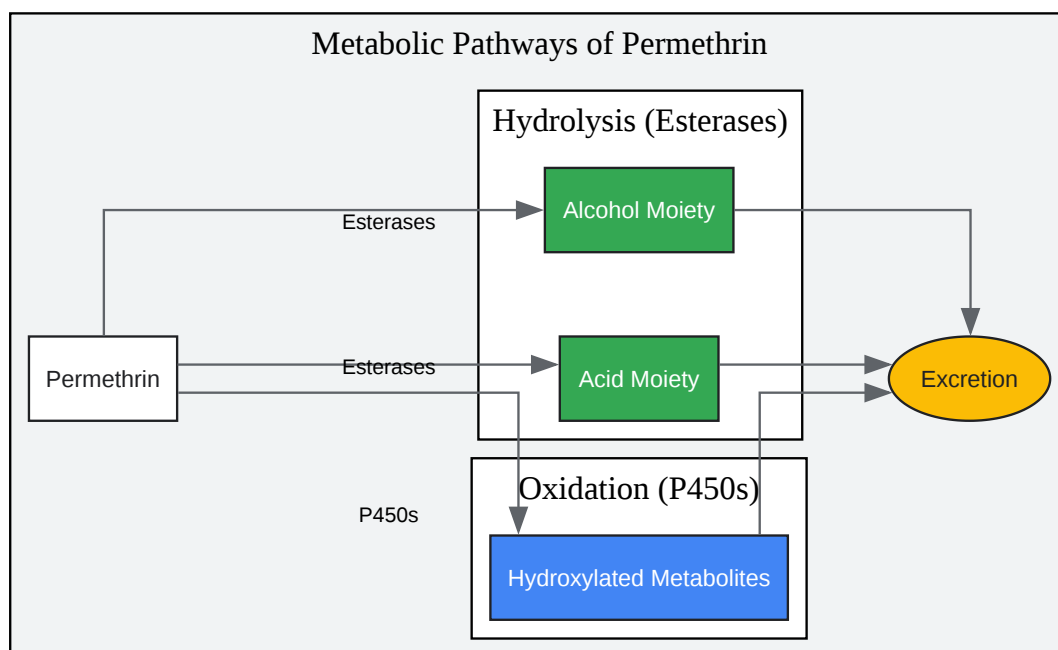 Metabolic Pathways of Permethrin
Hydrolysis (Esterases)
Alcohol Moiety
Esterases
Permethrin
Esterases
Acid Moiety
Excretion
Oxidation (P450s)
P450s
Hydroxylated Metabolites